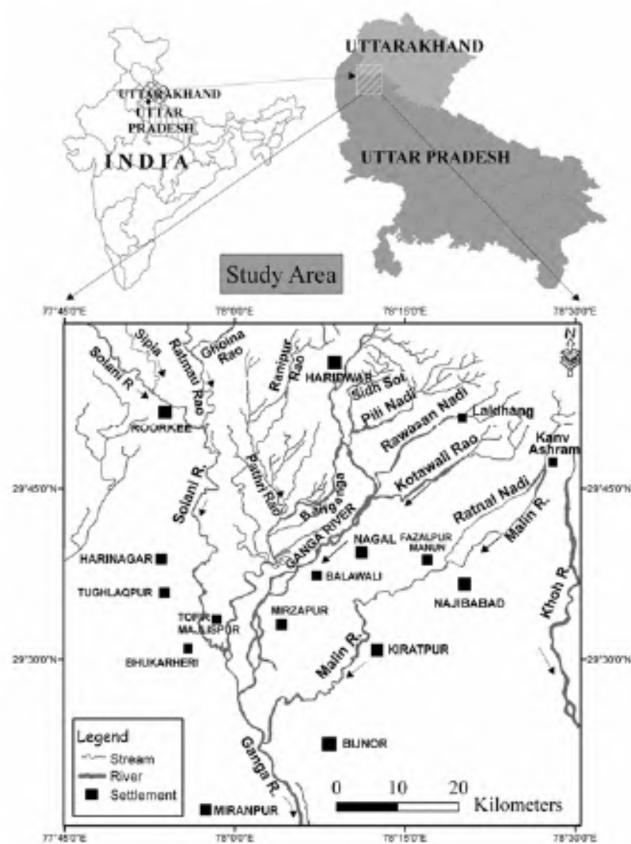 UTTARAKHAND
UTTAR
PRADESH
INDIA
UTTARAKHAND
UTTAR PRADESH
Study Area
77°45'0"E
78°0'0"E
78°15'0"E
78°30'0"E
N
Solani R.
Sipla
Ratmau Rao
Ghoina
Rao
Ranipur
Rao
HARIDWAR
Sidh Sot
Pili Nadi
Rawasan Nadi
Laldhang
Kanv
Ashram
ROORKEE
Kotawali Rao
29°45'0"N
29°45'0"N
Solani R.
Pathri Rao
Banganga
GANGA RIVER
Ratnal Nadi
Malin R.
HARINAGAR
NAGAL
FAZALPUR
MANUN
BALAWALI
NAJIBABAD
Khoh R
TUGHLAQPUR
TOFIR
MAJLISPUR
MIRZAPUR
BHUKARHERI
29°30'0"N
29°30'0"N
Malin R.
KIRATPUR
Legend
Stream
River
Settlement
Ganga R.
BIJNOR
MIRANPUR
0 10 20
Kilometers
77°45'0"E
78°0'0"E
78°15'0"E
78°30'0"E